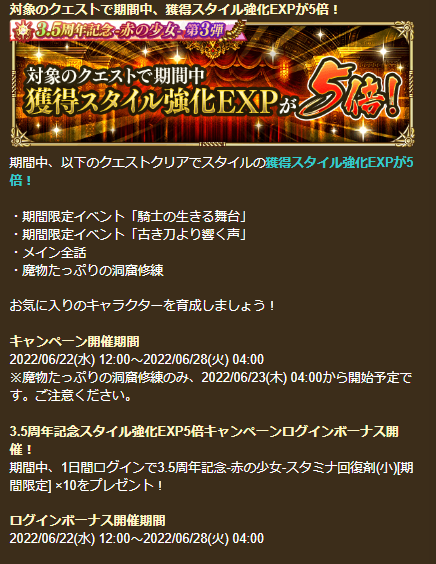 対象のクエストで期間中、獲得スタイル強化EXPが5倍！
3.5周年記念-赤の少女-第3弾
対象のクエストで期間中
獲得スタイル強化EXPが5倍!
期間中、以下のクエストクリアでスタイルの獲得スタイル強化EXPが5
倍！
・期間限定イベント「騎士の生きる舞台」
・期間限定イベント「古き刀より響く声」
・メイン全話
・魔物たっぷりの洞窟修練
お気に入りのキャラクターを育成しましょう！
キャンペーン開催期間
2022/06/22(水) 12:00～2022/06/28(火) 04:00
※魔物たっぷりの洞窟修練のみ、2022/06/23(木) 04:00から開始予定で
す。ご注意ください。
3.5周年記念スタイル強化EXP5倍キャンペーンログインボーナス開
催！
期間中、1日間ログインで3.5周年記念-赤の少女-スタミナ回復剤(小)[期
間限定] ×10をプレゼント！
ログインボーナス開催期間
2022/06/22(水) 12:00～2022/06/28(火) 04:00